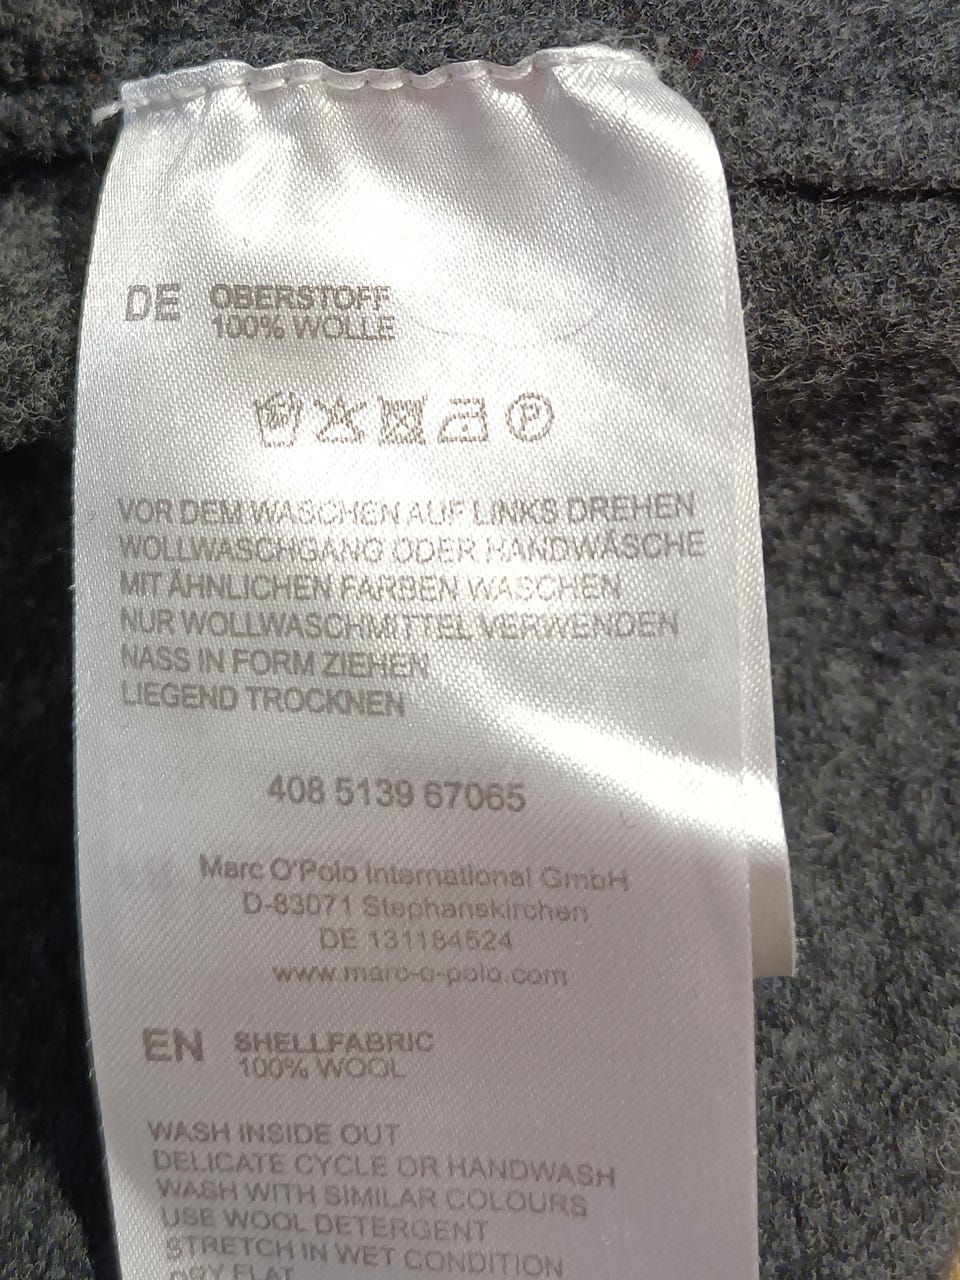 DE OBERSTOFF
100% WOLLE
P
VOR DEM WASCHEN AUF LINKS DREHEN
WOLLWASCHGANG ODER HANDWÄSCHE
MIT ÄHNLICHEN FARBEN WASCHEN
NUR WOLLWASCHMITTEL VERWENDEN
NASS IN FORM ZIEHEN
LIEGEND TROCKNEN
408 5139 67065
Marc O'Polo International GmbH
D-83071 Stephanskirchen
DE 131184524
www.marc-o-polo.com
EN SHELLFABRIC
100% WOOL
WASH INSIDE OUT
DELICATE CYCLE OR HANDWASH
WASH WITH SIMILAR COLOURS
USE WOOL DETERGENT
STRETCH IN WET CONDITION
DRY FLAT